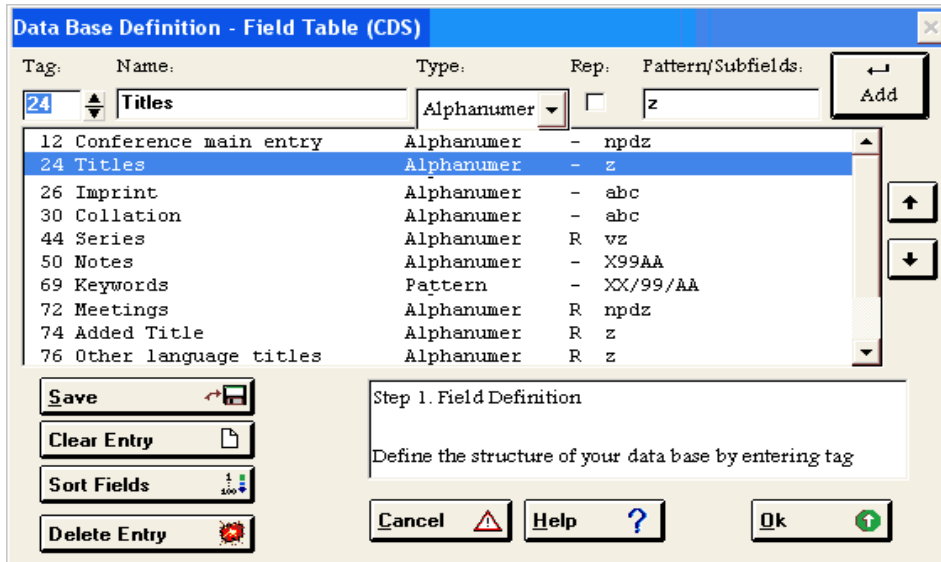 Data Base Definition - Field Table (CDS)
Tag: Name: Type: Rep: Pattern/Subfields:
24 Titles Alphanumer z Add
12 Conference main entry Alphanumer - npdz
24 Titles Alphanumer - z
26 Imprint Alphanumer - abc
30 Collation Alphanumer - abc
44 Series Alphanumer R vz
50 Notes Alphanumer - X99AA
69 Keywords Pattern - XX/99/AA
72 Meetings Alphanumer R npdz
74 Added Title Alphanumer R z
76 Other language titles Alphanumer R z
Save
Clear Entry
Sort Fields
Delete Entry
Step 1. Field Definition
Define the structure of your data base by entering tag
Cancel Help ? Ok